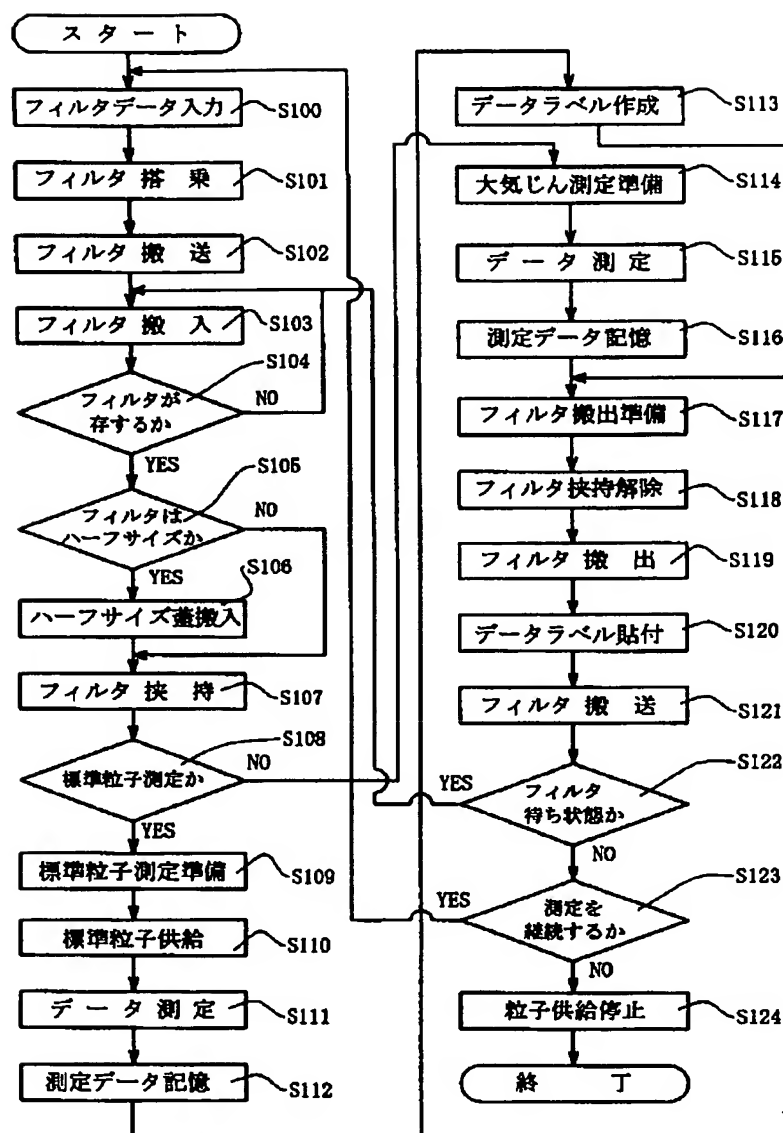 スタート
フィルタデータ入力
S100
フィルタ搭乗
S101
フィルタ搬送
S102
フィルタ搬入
S103
S104
フィルタが
存するか
NO
YES
S105
フィルタは
ハーフサイズか
NO
YES
S106
ハーフサイズ蓋搬入
フィルタ挟持
S107
S108
標準粒子測定か
NO
YES
標準粒子測定準備
S109
標準粒子供給
S110
データ測定
S111
測定データ記憶
S112
データラベル作成
S113
大気じん測定準備
S114
データ測定
S115
測定データ記憶
S116
フィルタ搬出準備
S117
フィルタ挟持解除
S118
フィルタ搬出
S119
データラベル貼付
S120
フィルタ搬送
S121
S122
YES
フィルタ
待ち状態か
NO
S123
YES
測定を
継続するか
NO
粒子供給停止
S124
終了